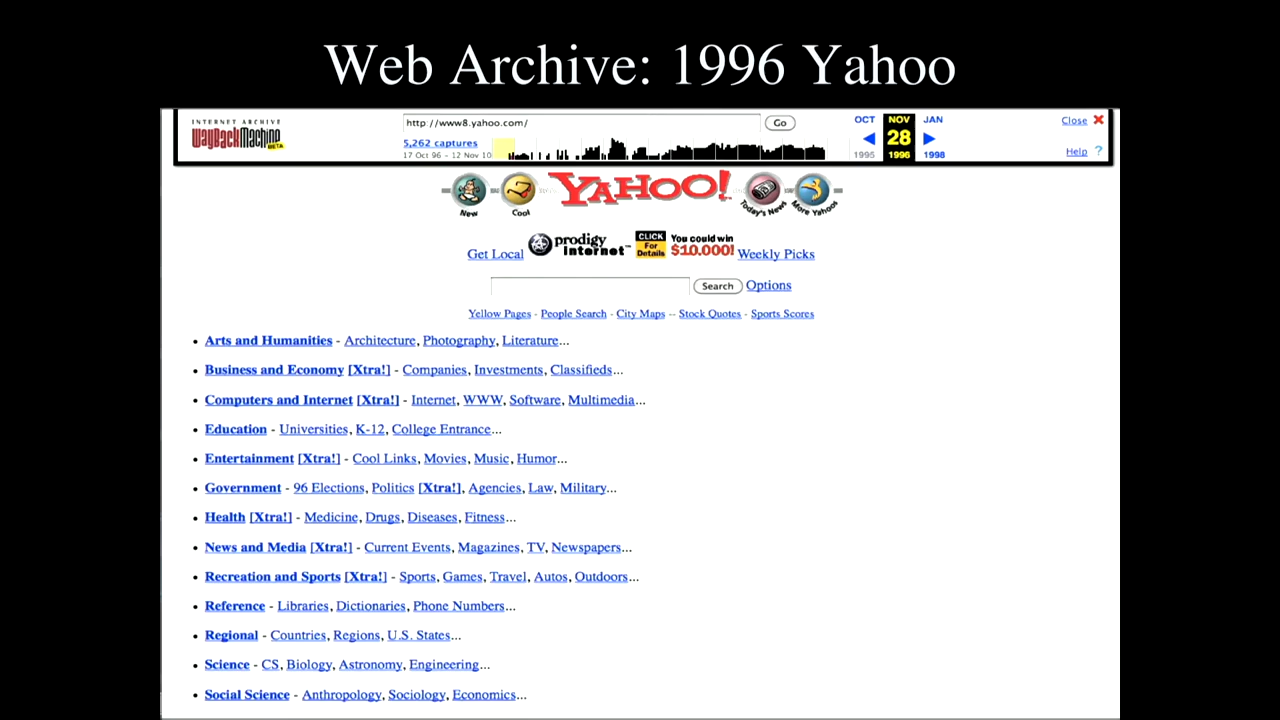 Web Archive: 1996 Yahoo
INTERNET ARCHIVE
WayBackMachine
BETA
http://www8.yahoo.com/
Go
5,262 captures
17 Oct 96 - 12 Nov 10
OCT NOV JAN
28
1995 1996 1998
Close
Help ?
YAHOO!
New Cool Today's News More Yahoos
Get Local prodigy internet™ CLICK For Details You could win $10,000! Weekly Picks
Search Options
Yellow Pages - People Search - City Maps -- Stock Quotes - Sports Scores
• Arts and Humanities - Architecture, Photography, Literature...
• Business and Economy [Xtra!] - Companies, Investments, Classifieds...
• Computers and Internet [Xtra!] - Internet, WWW, Software, Multimedia...
• Education - Universities, K-12, College Entrance...
• Entertainment [Xtra!] - Cool Links, Movies, Music, Humor...
• Government - 96 Elections, Politics [Xtra!], Agencies, Law, Military...
• Health [Xtra!] - Medicine, Drugs, Diseases, Fitness...
• News and Media [Xtra!] - Current Events, Magazines, TV, Newspapers...
• Recreation and Sports [Xtra!] - Sports, Games, Travel, Autos, Outdoors...
• Reference - Libraries, Dictionaries, Phone Numbers...
• Regional - Countries, Regions, U.S. States...
• Science - CS, Biology, Astronomy, Engineering...
• Social Science - Anthropology, Sociology, Economics...